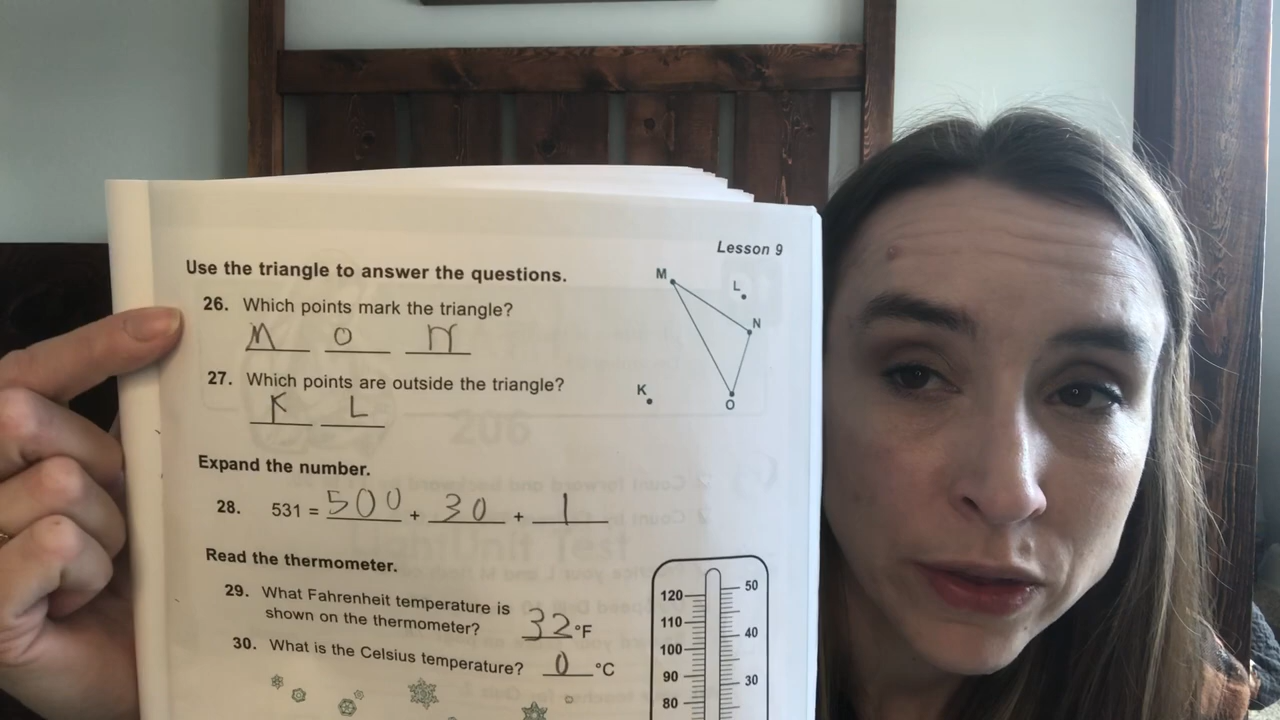 Lesson 9
Use the triangle to answer the questions.
26. Which points mark the triangle?
M O n
27. Which points are outside the triangle?
K L
M
L
N
K
O
Expand the number.
28. 531 = 500 + 30 + 1
Read the thermometer.
29. What Fahrenheit temperature is
shown on the thermometer? 32 °F
30. What is the Celsius temperature? 0 °C
120 50
110
100 40
90 30
80
206